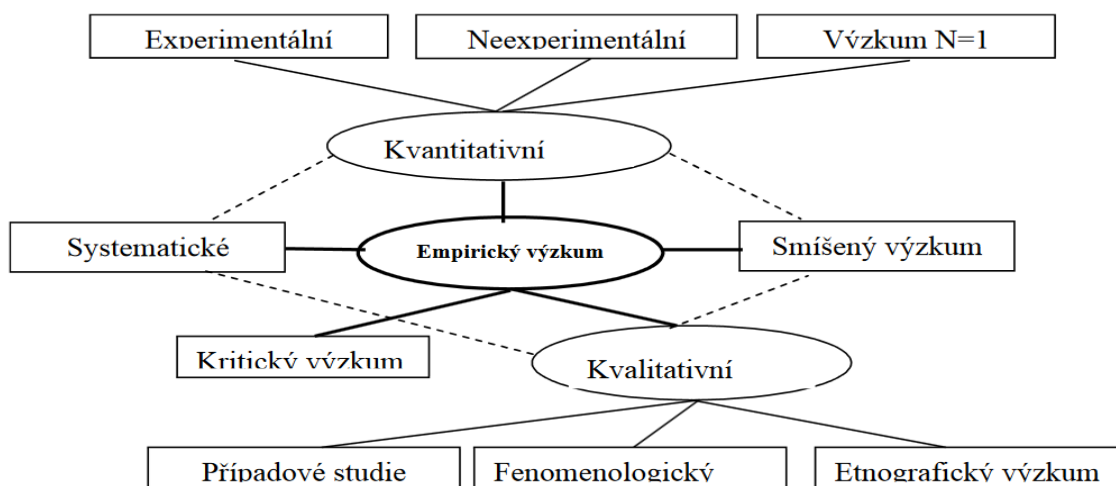 Experimentální
Neexperimentální
Výzkum N=1
Kvantitativní
Systematické
Empirický výzkum
Smíšený výzkum
Kritický výzkum
Kvalitativní
Případové studie
Fenomenologický
Etnografický výzkum